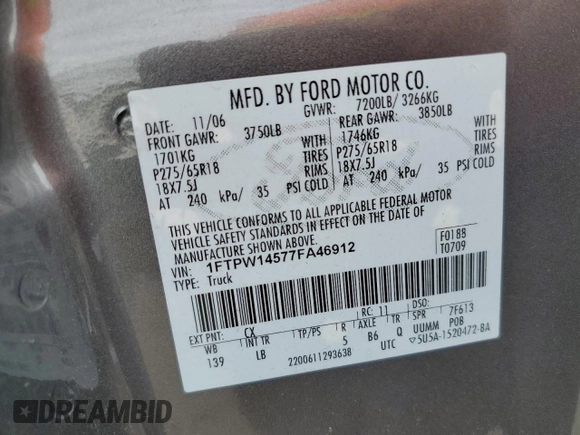 MFD. BY FORD MOTOR CO.
DATE: 11/06 GVWR: 7200LB/ 3266KG
FRONT GAWR: 3750LB REAR GAWR: 3850LB
1701KG WITH 1746KG WITH
P275/65R18 TIRES P275/65R18 TIRES
18X7.5J RIMS 18X7.5J RIMS
AT 240 kPa/ 35 PSI COLD AT 240 kPa/ 35 PSI COLD
THIS VEHICLE CONFORMS TO ALL APPLICABLE FEDERAL MOTOR
VEHICLE SAFETY STANDARDS IN EFFECT ON THE DATE OF
MANUFACTURE SHOWN ABOVE.
VIN: 1FTPW14577FA46912 F0188
TYPE: Truck T0709
EXT PNT: CX RC: 11 DSO:
WB INT TR TP/PS R AXLE TR SPR 7F613
139 LB 5 B6 Q UUMM POB
2200611293638 UTC ▽5U5A-1520472-BA
DREAMBID